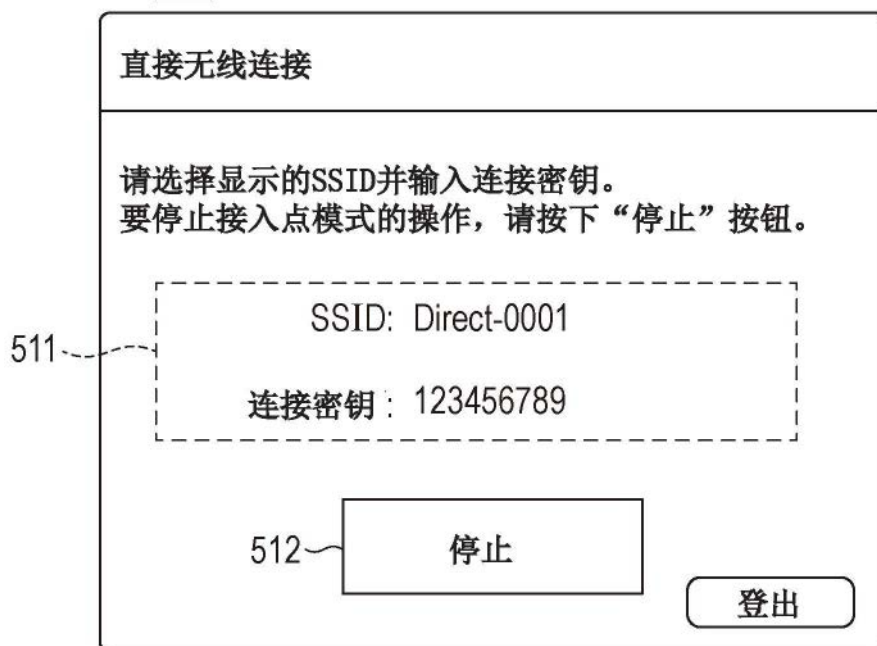 直接无线连接
请选择显示的SSID并输入连接密钥。
要停止接入点模式的操作，请按下“停止”按钮。
SSID: Direct-0001
511
连接密钥: 123456789
512
停止
登出